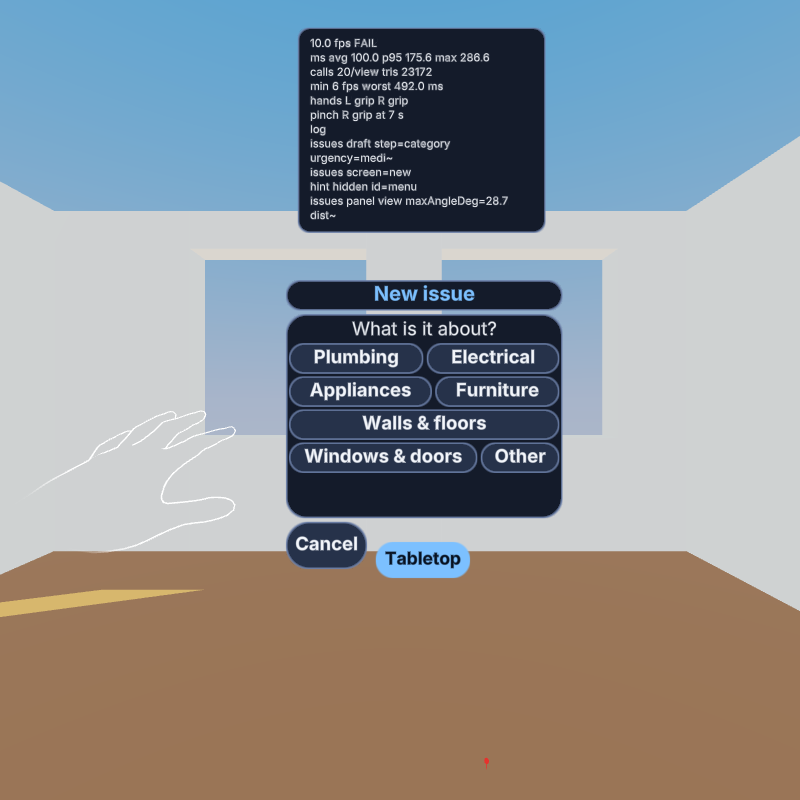 10.0 fps FAIL
ms avg 100.0 p95 175.6 max 286.6
calls 20/view tris 23172
min 6 fps worst 492.0 ms
hands L grip R grip
pinch R grip at 7 s
log
issues draft step=category
urgency=medi~
issues screen=new
hint hidden id=menu
issues panel view maxAngleDeg=28.7
dist~
New issue
What is it about?
Plumbing Electrical
Appliances Furniture
Walls & floors
Windows & doors Other
Cancel
Tabletop